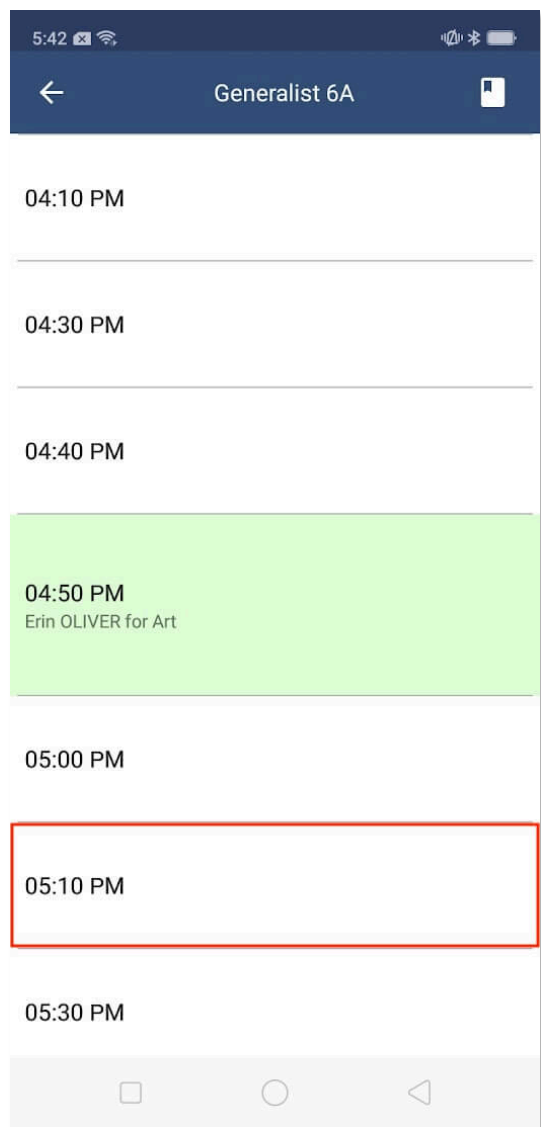 5:42
Generalist 6A
04:10 PM
04:30 PM
04:40 PM
04:50 PM
Erin OLIVER for Art
05:00 PM
05:10 PM
05:30 PM